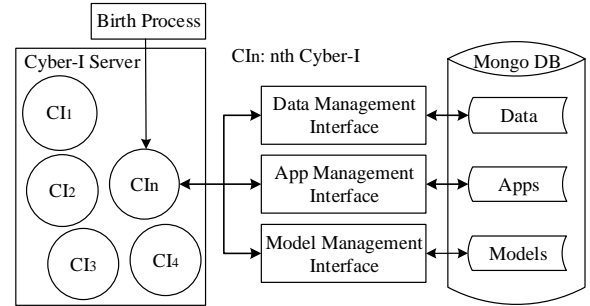 Birth Process
Cyber-I Server
CIn: nth Cyber-I
Mongo DB
CI1
CI2
CI3
CI4
CIn
Data Management
Interface
App Management
Interface
Model Management
Interface
Data
Apps
Models